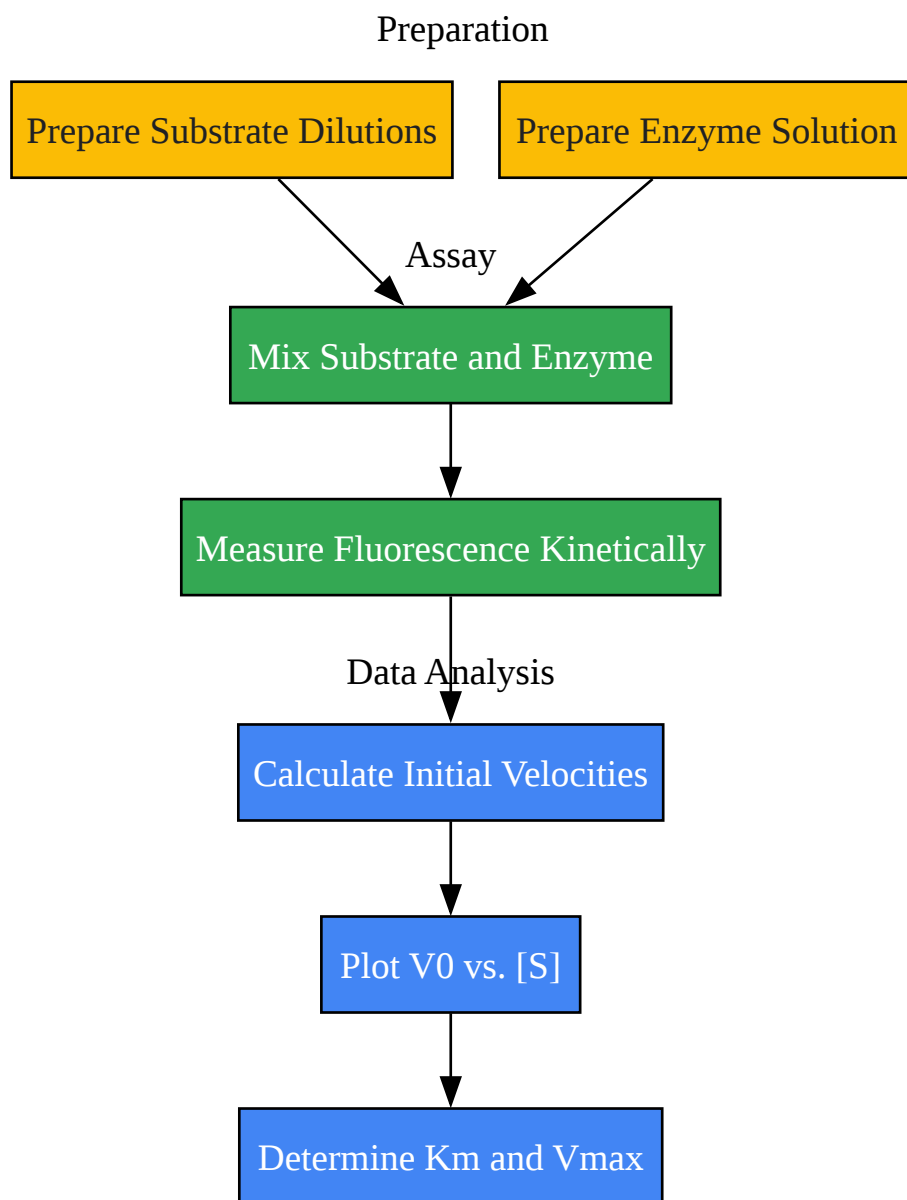 Preparation
Prepare Substrate Dilutions
Prepare Enzyme Solution
Assay
Mix Substrate and Enzyme
Measure Fluorescence Kinetically
Data Analysis
Calculate Initial Velocities
Plot V0 vs. [S]
Determine Km and Vmax